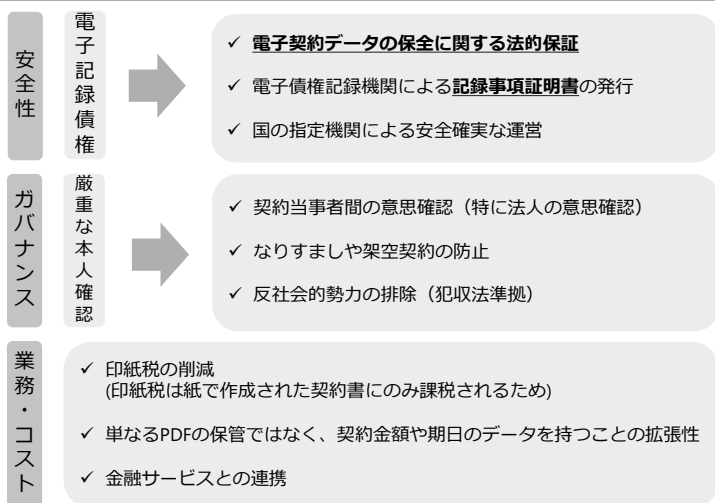 安全性
電子記録債権
✓ 電子契約データの保全に関する法的保証
✓ 電子債権記録機関による記録事項証明書の発行
✓ 国の指定機関による安全確実な運営
ガバナンス
厳重な本人確認
✓ 契約当事者間の意思確認（特に法人の意思確認）
✓ なりすましや架空契約の防止
✓ 反社会的勢力の排除（犯収法準拠）
業務・コスト
✓ 印紙税の削減
(印紙税は紙で作成された契約書にのみ課税されるため)
✓ 単なるPDFの保管ではなく、契約金額や期日のデータを持つことの拡張性
✓ 金融サービスとの連携